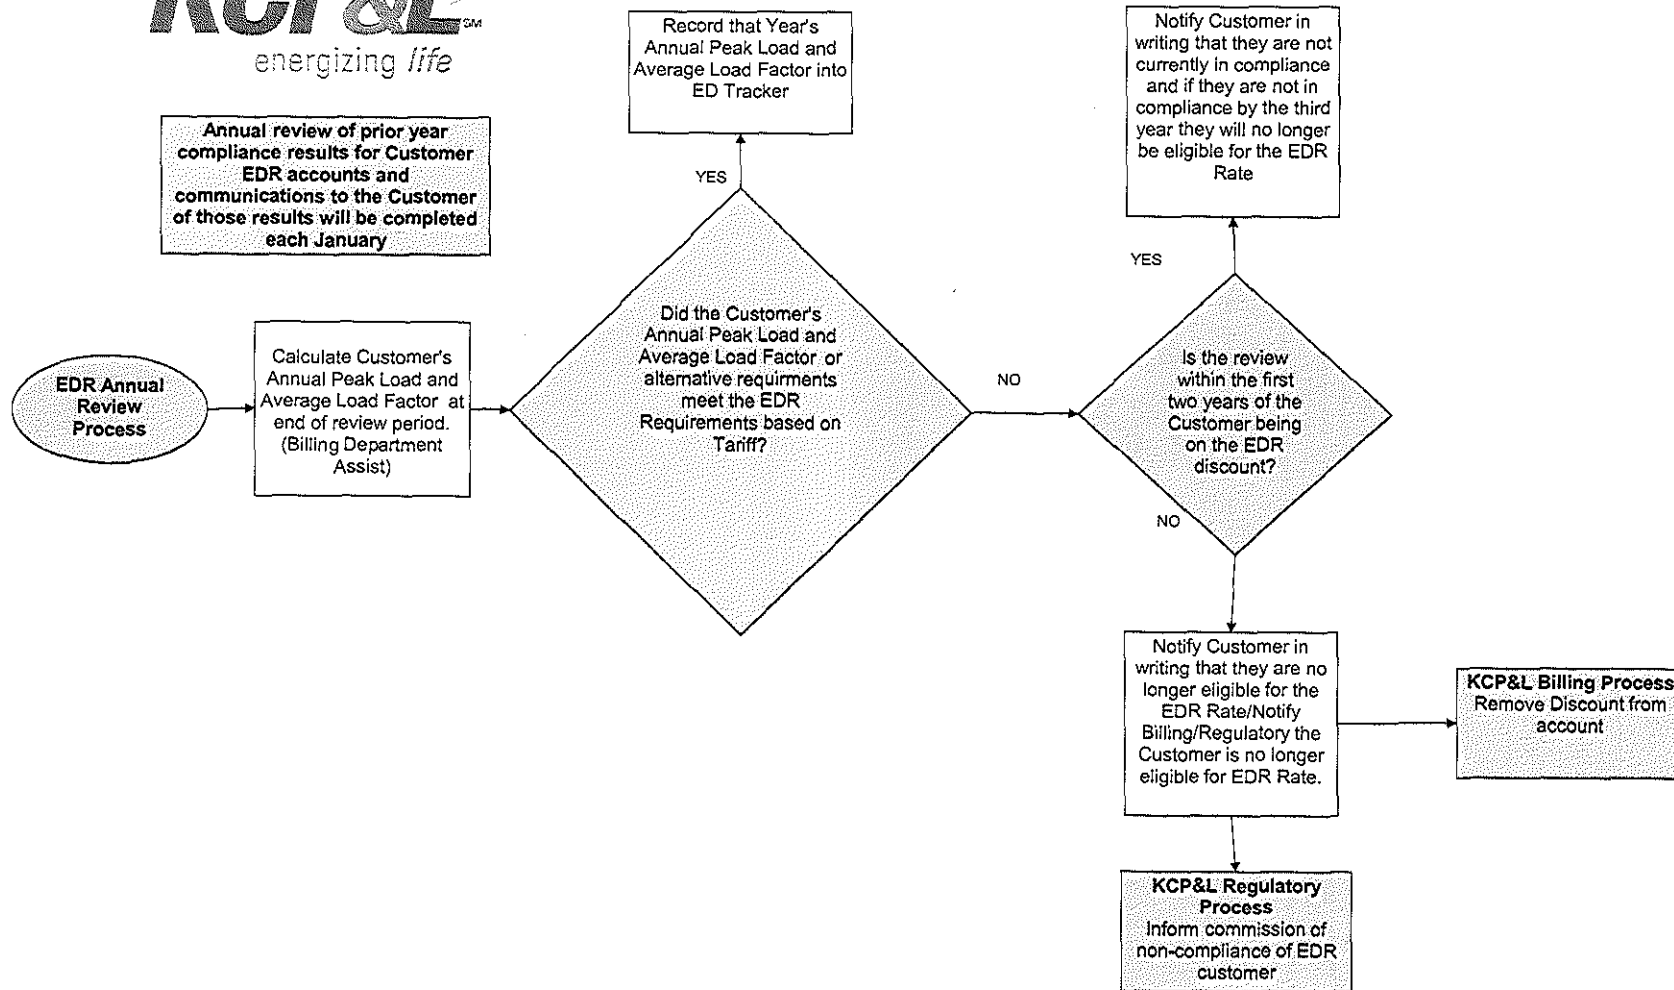 KCP&L
SM
energizing life
Annual review of prior year
compliance results for Customer
EDR accounts and
communications to the Customer
of those results will be completed
each January
Record that Year's
Annual Peak Load and
Average Load Factor into
ED Tracker
Notify Customer in
writing that they are not
currently in compliance
and if they are not in
compliance by the third
year they will no longer
be eligible for the EDR
Rate
YES
YES
EDR Annual
Review
Process
Calculate Customer's
Annual Peak Load and
Average Load Factor at
end of review period.
(Billing Department
Assist)
Did the Customer's
Annual Peak Load and
Average Load Factor or
alternative requirments
meet the EDR
Requirements based on
Tariff?
NO
Is the review
within the first
two years of the
Customer being
on the EDR
discount?
NO
Notify Customer in
writing that they are no
longer eligible for the
EDR Rate/Notify
Billing/Regulatory the
Customer is no longer
eligible for EDR Rate.
KCP&L Billing Process
Remove Discount from
account
KCP&L Regulatory
Process
Inform commission of
non-compliance of EDR
customer